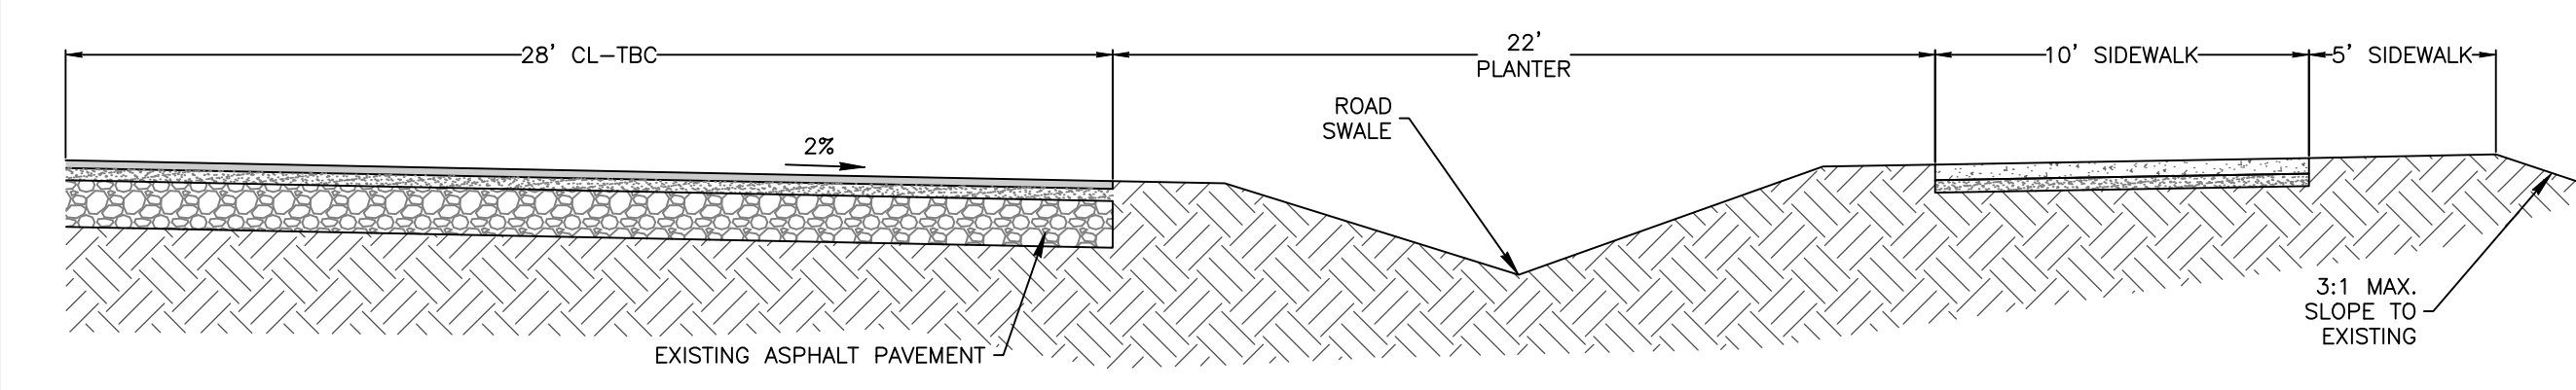 28' CL-TBC
22'
PLANTER
10' SIDEWALK
5' SIDEWALK
ROAD
SWALE
2%
EXISTING ASPHALT PAVEMENT
3:1 MAX.
SLOPE TO
EXISTING